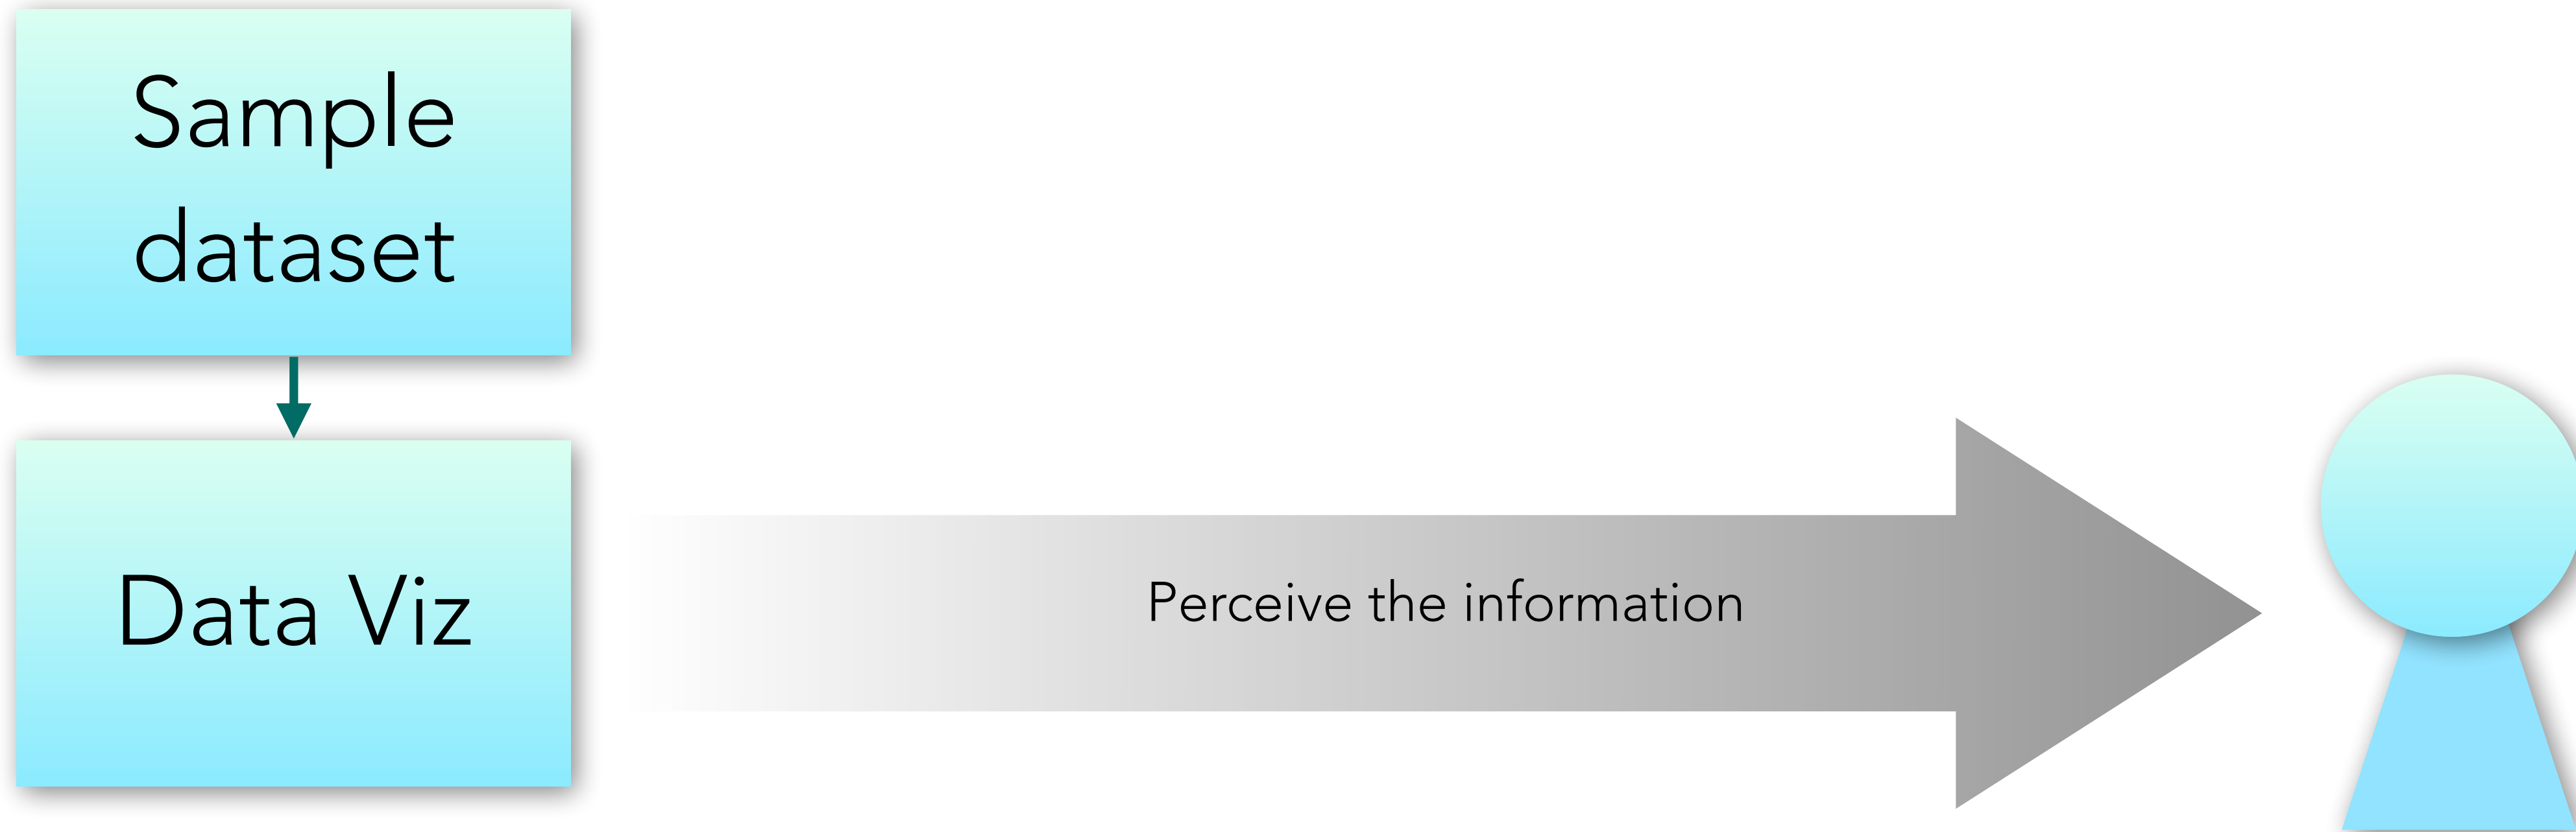 Sample
dataset
Data Viz
Perceive the information